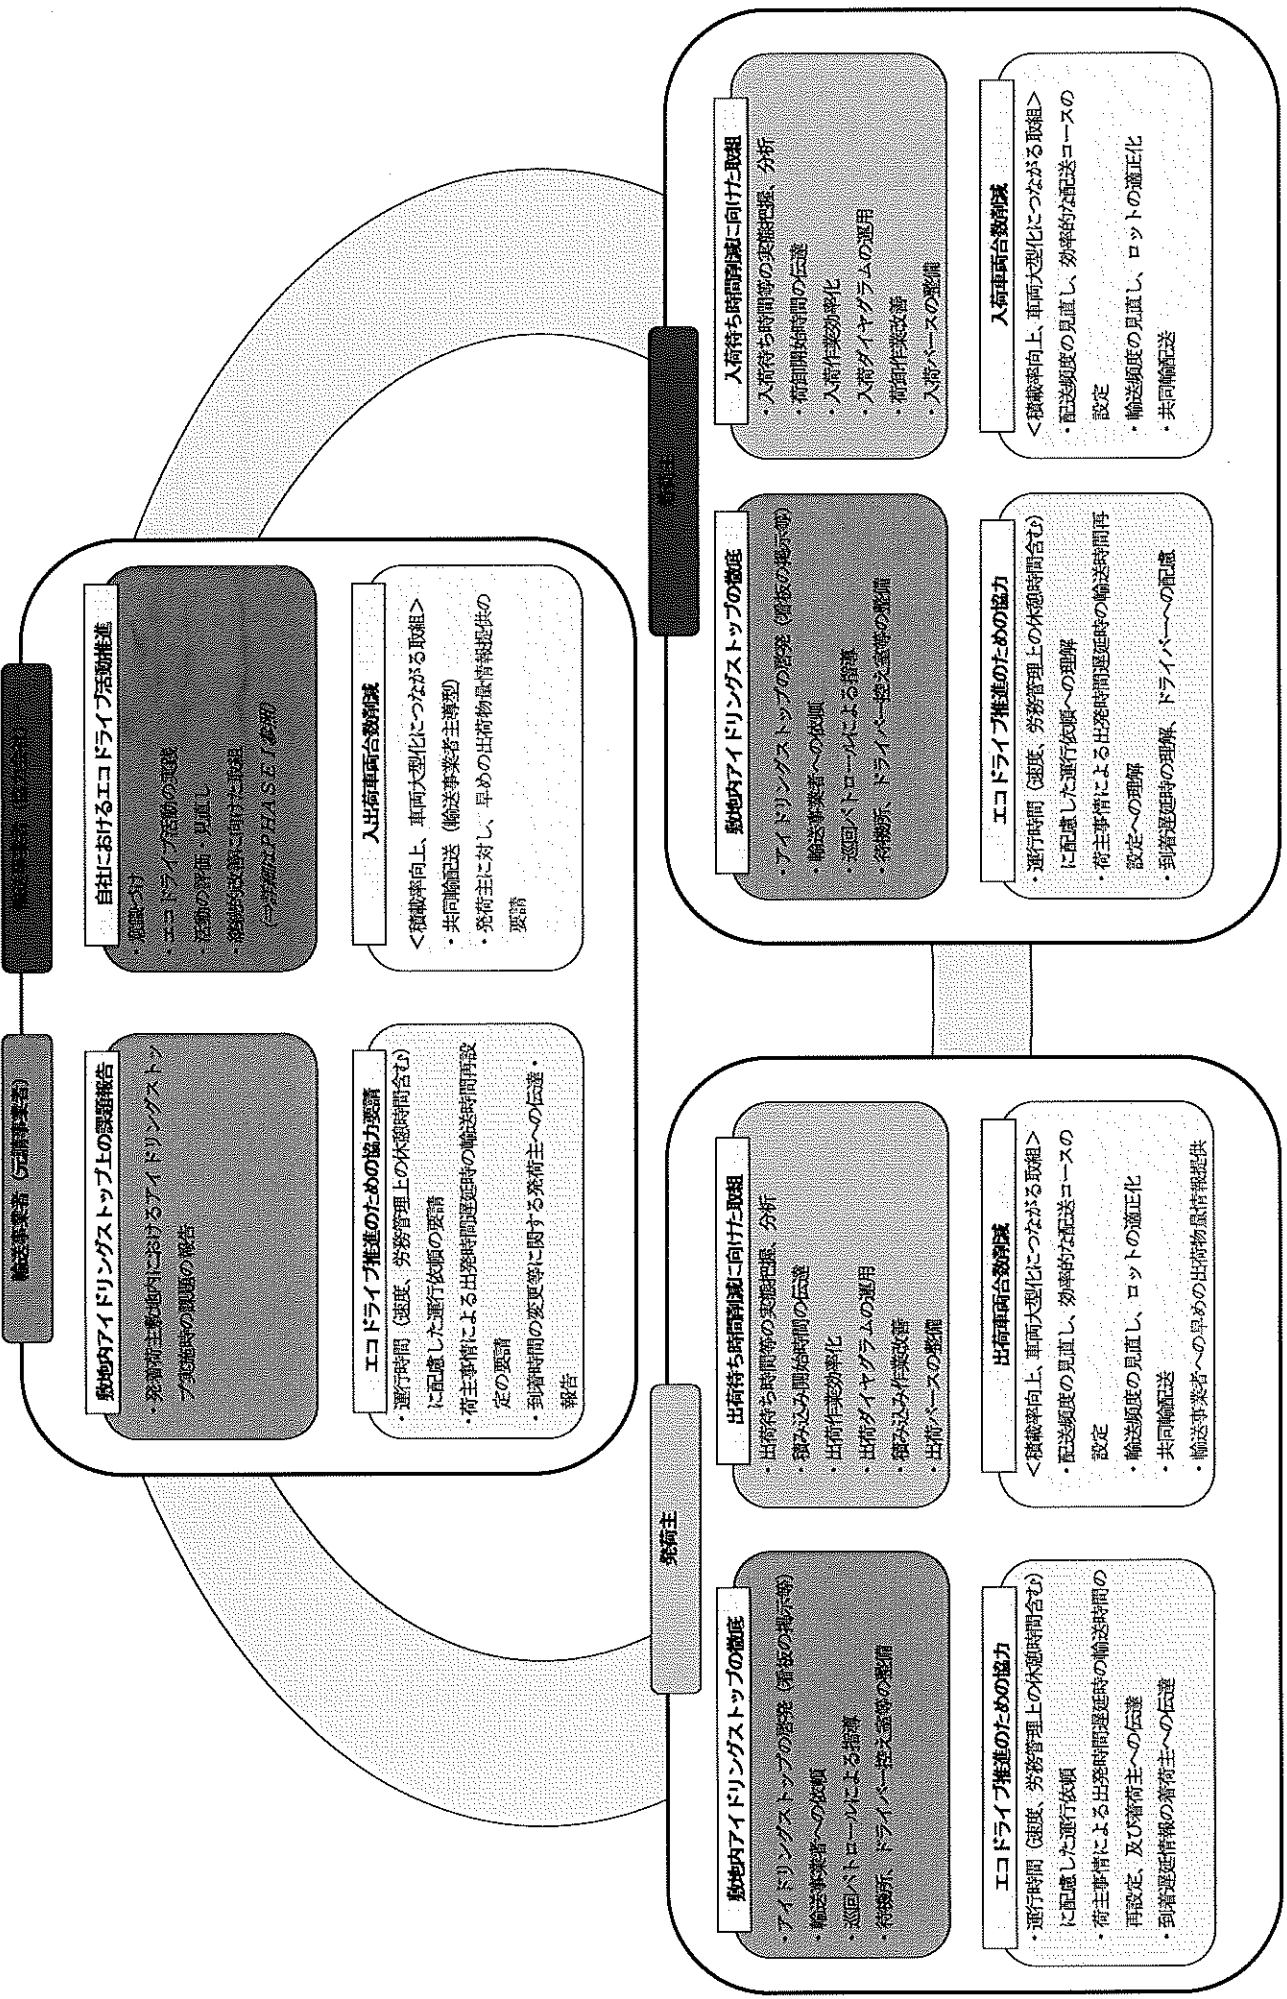 輸送事業者（元請事業者）
敷地内アイドリングストップ上の課題報告
・発着荷主敷地内におけるアイドリングストッ
プ実施時の課題の報告
自社におけるエコドライブ活動推進
・意識づけ
・エコドライブ活動の実践
・活動の評価・見直し
・継続的改善に向けた取組
（⇒詳細はPHASEⅠ参照）
エコドライブ推進のための協力要請
・運行時間（速度、労務管理上の休憩時間含む）
に配慮した運行依頼の要請
・荷主事情による出発時間遅延時の輸送時間再設
定の要請
・到着時間の変更等に関する発荷主への伝達・
報告
入出荷車両台数削減
＜積載率向上、車両大型化につながる取組＞
・共同輸配送（輸送事業者主導型）
・発荷主に対し、早めの出荷物量情報提供の
要請
発荷主
敷地内アイドリングストップの徹底
・アイドリングストップの啓発（看板の掲示等）
・輸送事業者への依頼
・巡回パトロールによる指導
・待機所、ドライバー控え室等の整備
出荷待ち時間削減に向けた取組
・出荷待ち時間等の実態把握、分析
・積み込み開始時間の伝達
・出荷作業効率化
・出荷ダイヤグラムの運用
・積み込み作業改善
・出荷バースの整備
エコドライブ推進のための協力
・運行時間（速度、労務管理上の休憩時間含む）
に配慮した運行依頼
・荷主事情による出発時間遅延時の輸送時間の
再設定、及び着荷主への伝達
・到着遅延情報の着荷主への伝達
出荷車両台数削減
＜積載率向上、車両大型化につながる取組＞
・配送頻度の見直し、効率的な配送コースの
設定
・輸送頻度の見直し、ロットの適正化
・共同輸配送
・輸送事業者への早めの出荷物量情報提供
着荷主
敷地内アイドリングストップの徹底
・アイドリングストップの啓発（看板の掲示等）
・輸送事業者への依頼
・巡回パトロールによる指導
・待機所、ドライバー控え室等の整備
入荷待ち時間削減に向けた取組
・入荷待ち時間等の実態把握、分析
・荷卸開始時間の伝達
・入荷作業効率化
・入荷ダイヤグラムの運用
・荷卸作業改善
・入荷バースの整備
エコドライブ推進のための協力
・運行時間（速度、労務管理上の休憩時間含む）
に配慮した運行依頼への理解
・荷主事情による出発時間遅延時の輸送時間再
設定への理解
・到着遅延時の理解、ドライバーへの配慮
入荷車両台数削減
＜積載率向上、車両大型化につながる取組＞
・配送頻度の見直し、効率的な配送コースの
設定
・輸送頻度の見直し、ロットの適正化
・共同輸配送